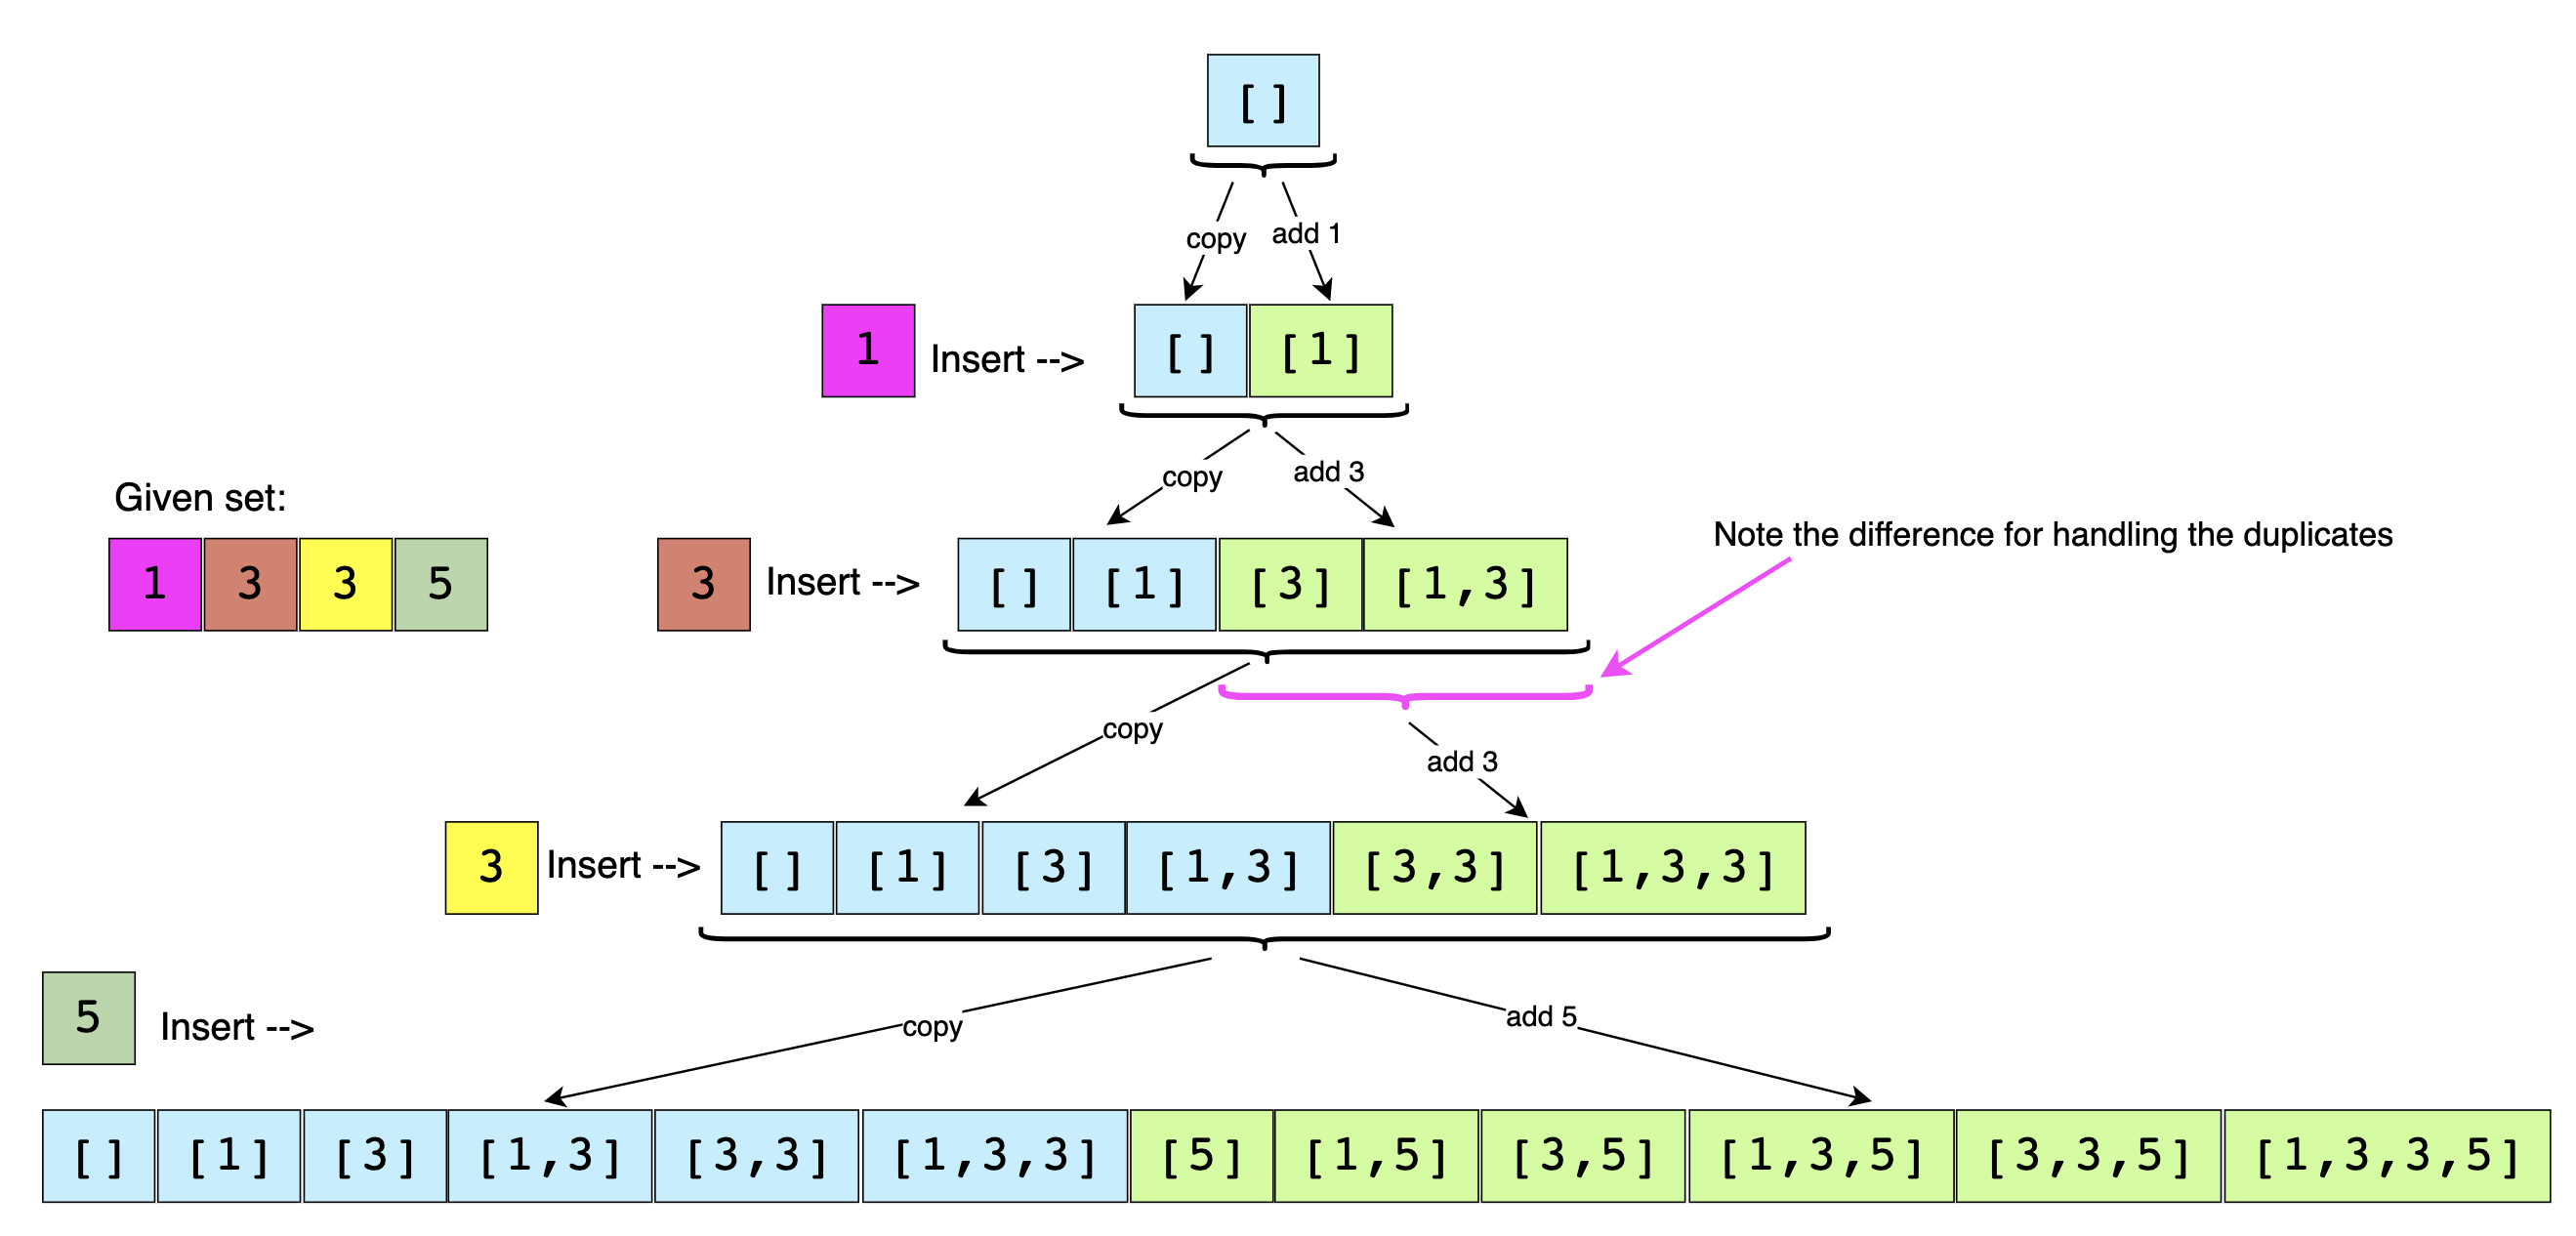 []
copy
add 1
1
Insert -->
[] [1]
copy
add 3
Given set:
1 3 3 5
3
Insert -->
[] [1] [3] [1,3]
Note the difference for handling the duplicates
copy
add 3
3
Insert -->
[] [1] [3] [1,3] [3,3] [1,3,3]
5
Insert -->
copy
add 5
[] [1] [3] [1,3] [3,3] [1,3,3] [5] [1,5] [3,5] [1,3,5] [3,3,5] [1,3,3,5]